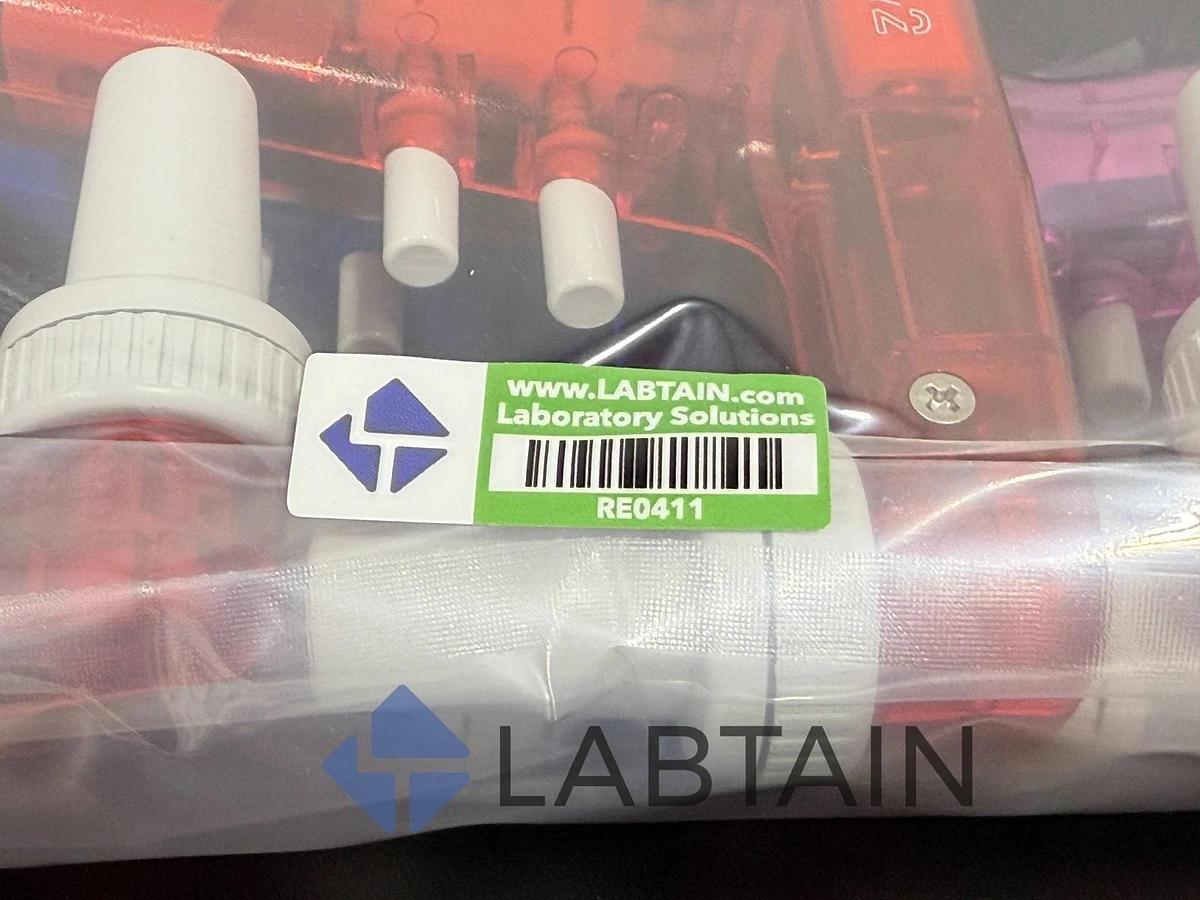 www.LABTAIN.com
Laboratory Solutions
RE0411
LABTAIN